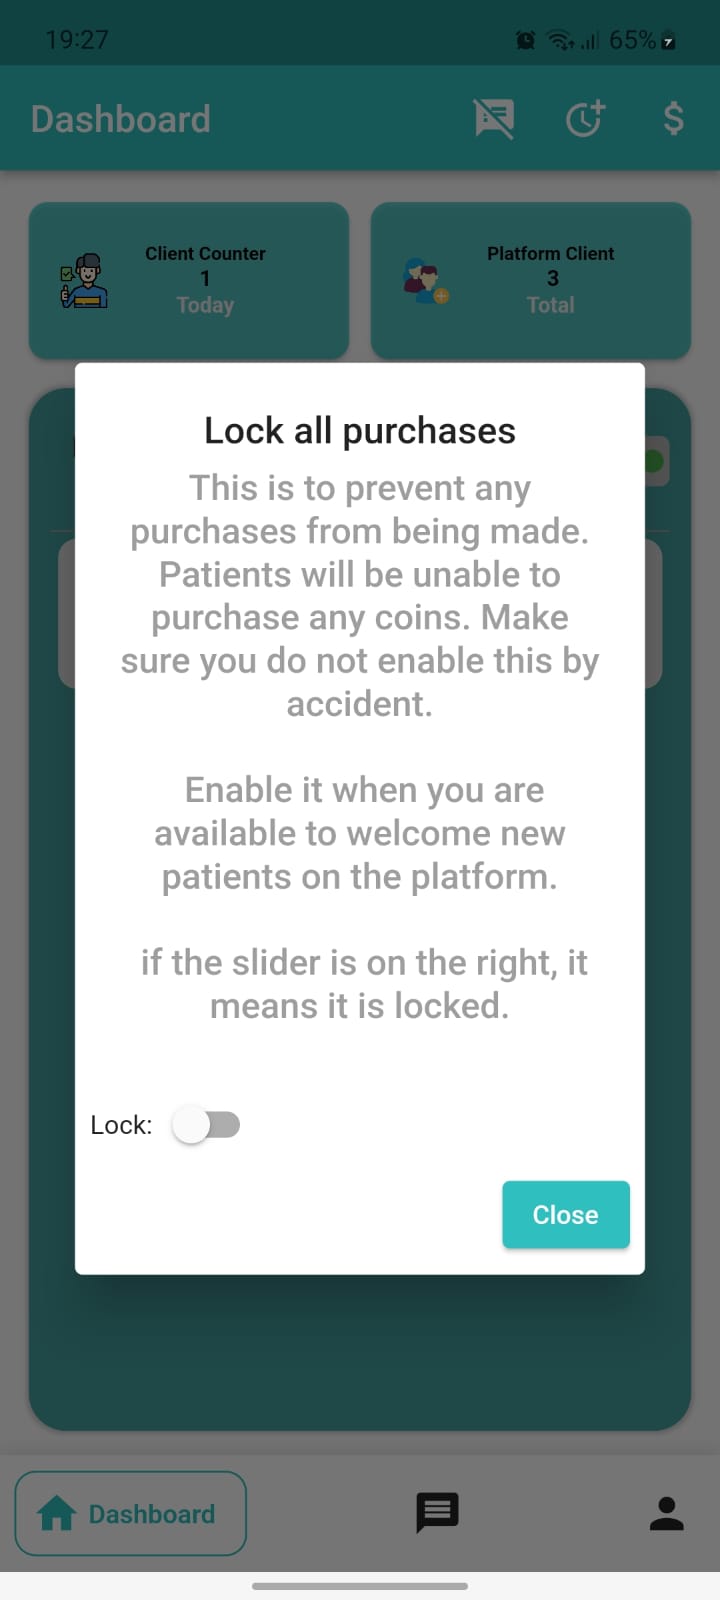 19:27
65%
Dashboard
Client Counter
1
Today
Platform Client
3
Total
Lock all purchases
This is to prevent any
purchases from being made.
Patients will be unable to
purchase any coins. Make
sure you do not enable this by
accident.
Enable it when you are
available to welcome new
patients on the platform.
if the slider is on the right, it
means it is locked.
Lock:
Close
Dashboard